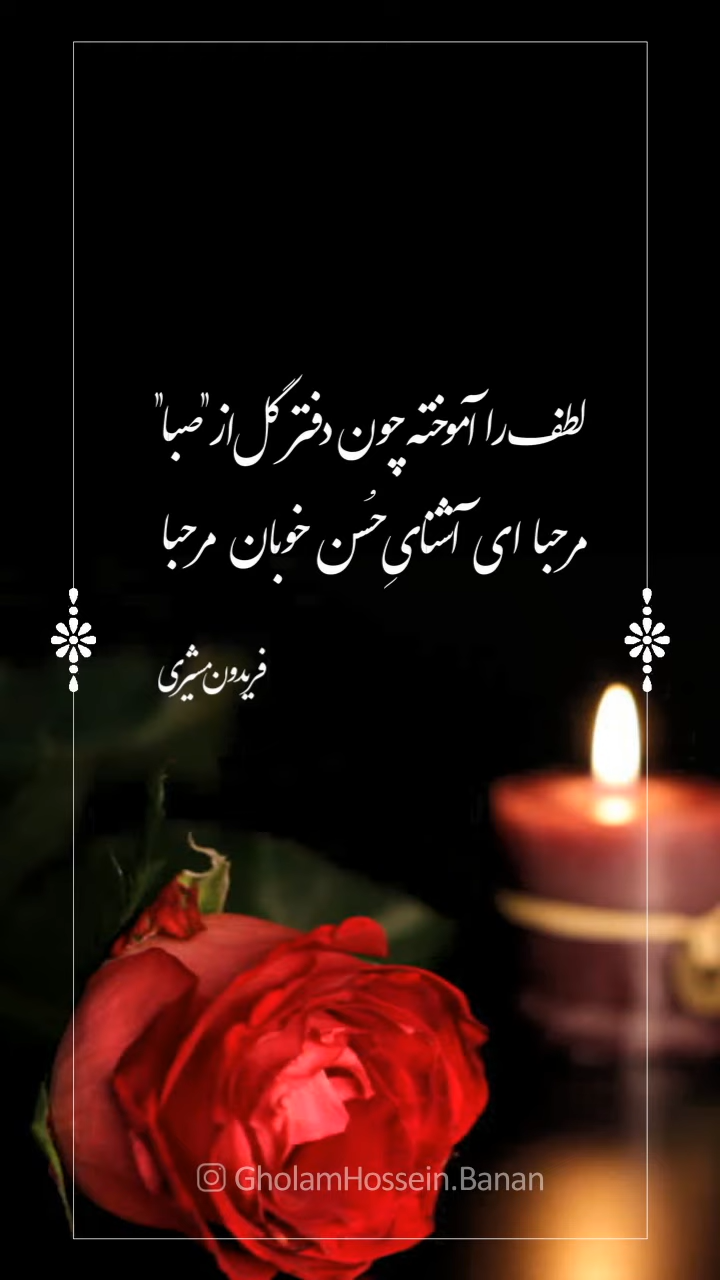 لطف را آموخته چون دفتر گل از "صبا"
مرحبا ای آشنایِ حُسن خوبان مرحبا
فریدون مشیری
GholamHossein.Banan